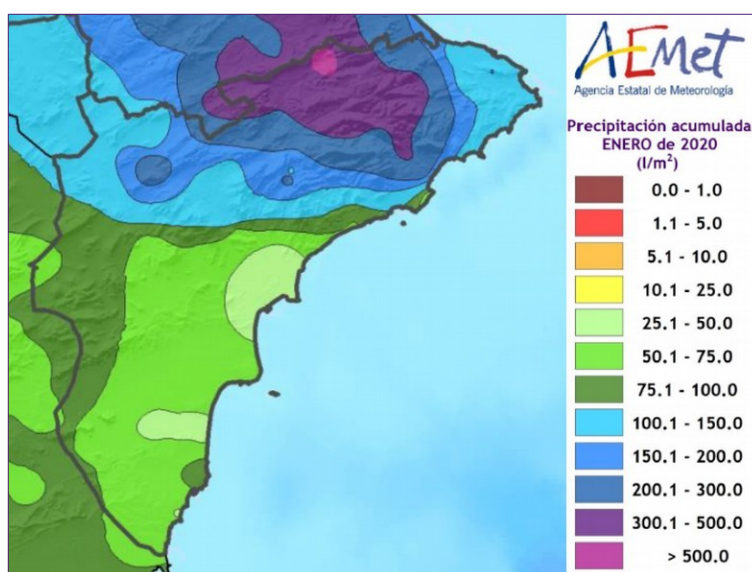 AEMet
Agencia Estatal de Meteorología
Precipitación acumulada
ENERO de 2020
(l/m²)
0.0 - 1.0
1.1 - 5.0
5.1 - 10.0
10.1 - 25.0
25.1 - 50.0
50.1 - 75.0
75.1 - 100.0
100.1 - 150.0
150.1 - 200.0
200.1 - 300.0
300.1 - 500.0
> 500.0